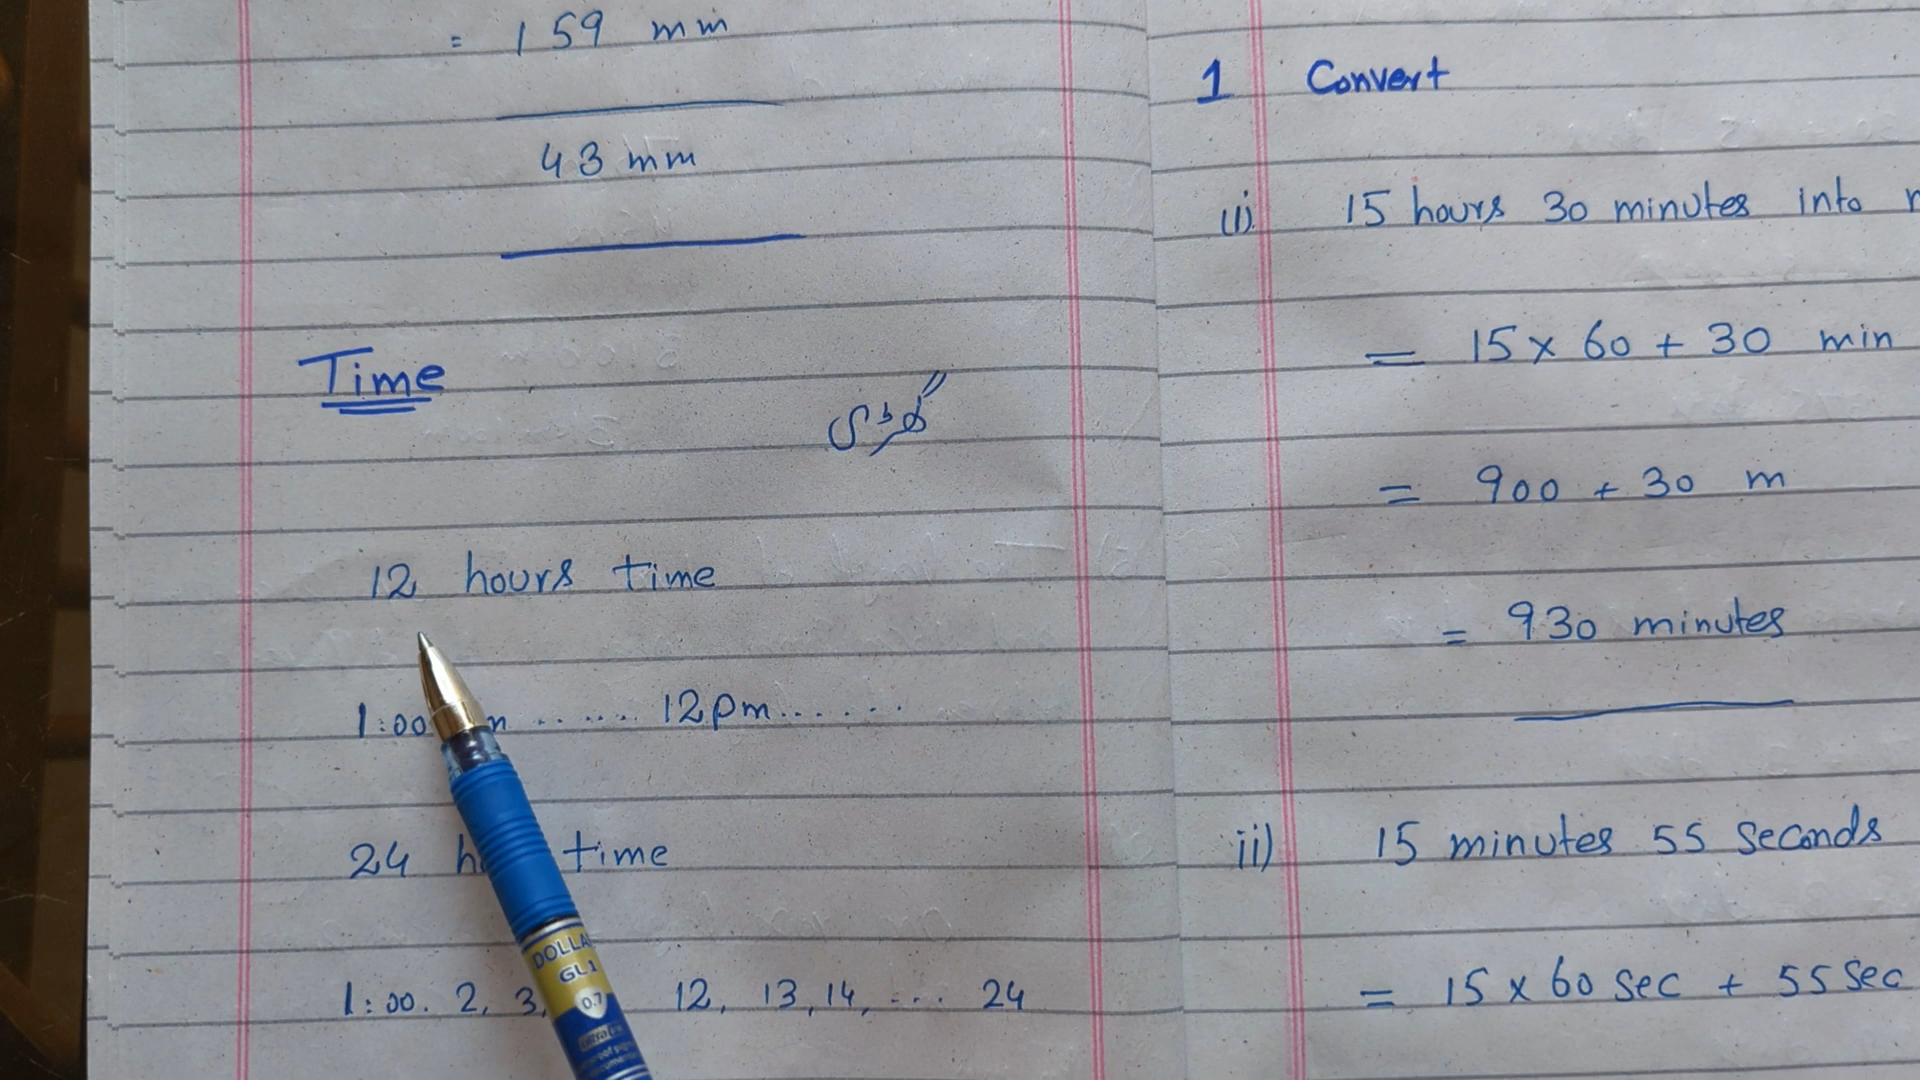 = 159 mm
43 mm
Time
گھڑی
12 hours time
1:00 ...... 12pm......
24 time
1:00. 2, 3, 12, 13, 14, ... 24
1 Convert
(i). 15 hours 30 minutes into
= 15 x 60 + 30 min
= 900 + 30 m
= 930 minutes
ii) 15 minutes 55 seconds
= 15 x 60 sec + 55 sec
DOLLA
GL1
0.7